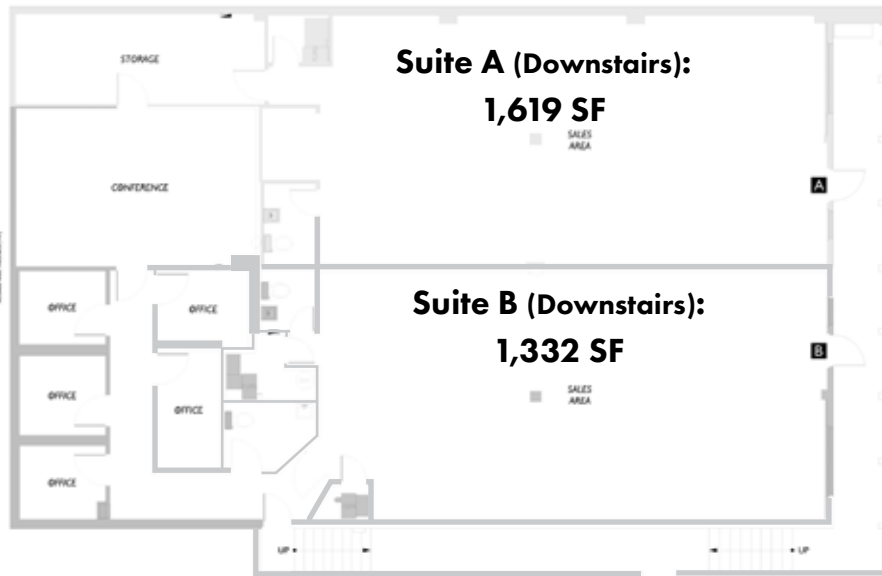 STORAGE
Suite A (Downstairs):
1,619 SF
SALES
AREA
CONFERENCE
A
OFFICE
OFFICE
Suite B (Downstairs):
1,332 SF
B
OFFICE
OFFICE
SALES
AREA
OFFICE
UP
UP